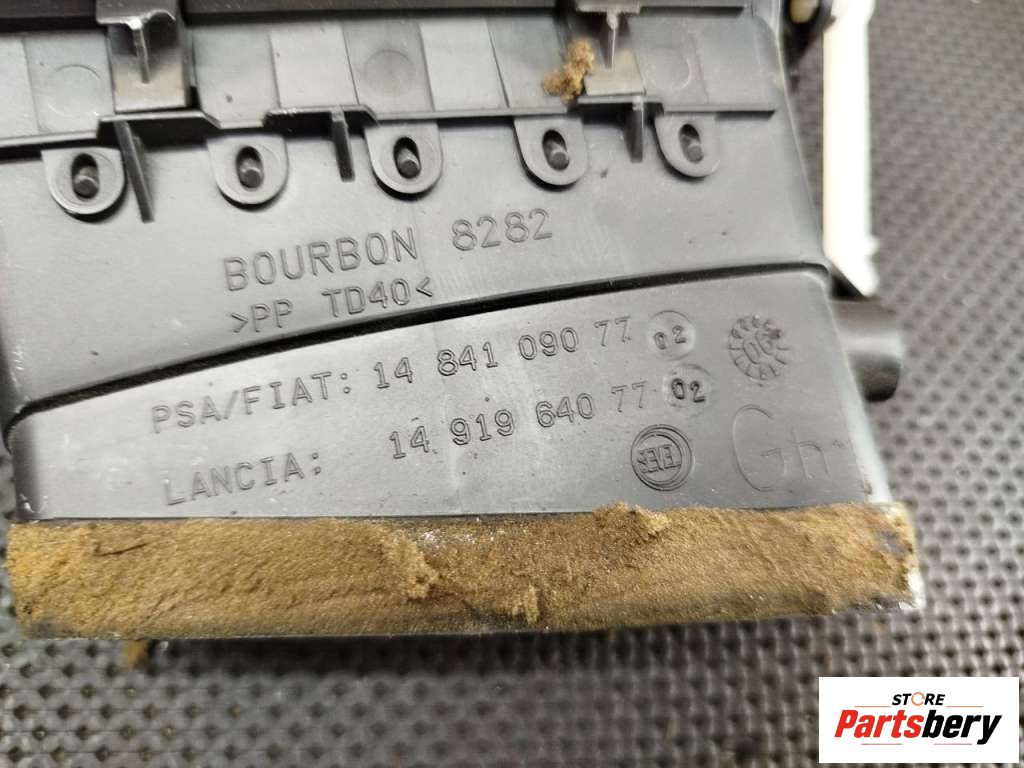 BOURBON 8282
>PP TD40<
PSA/FIAT: 14 841 090 77 02
LANCIA: 14 919 640 77 02
Gh
STORE
Partsbery